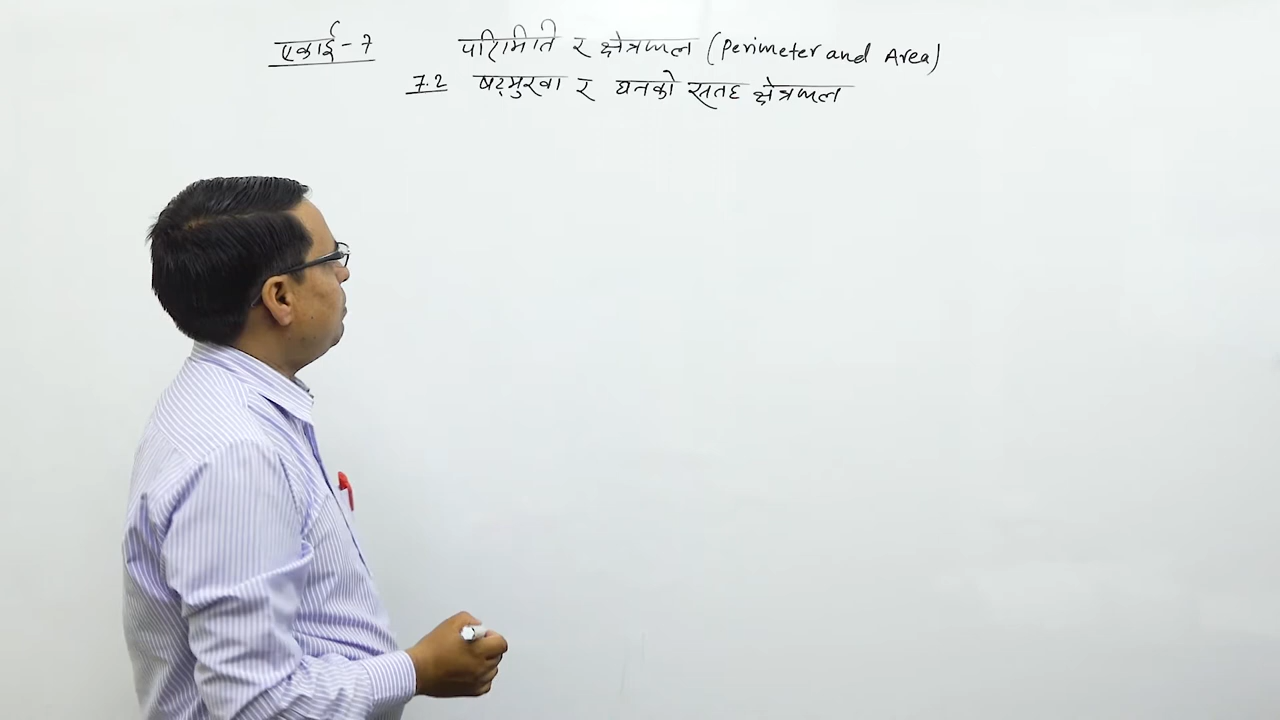 एकाई - 7 परिमिति र क्षेत्रफल (Perimeter and Area)
7.2 षट्मुखा र घनको सतह क्षेत्रफल